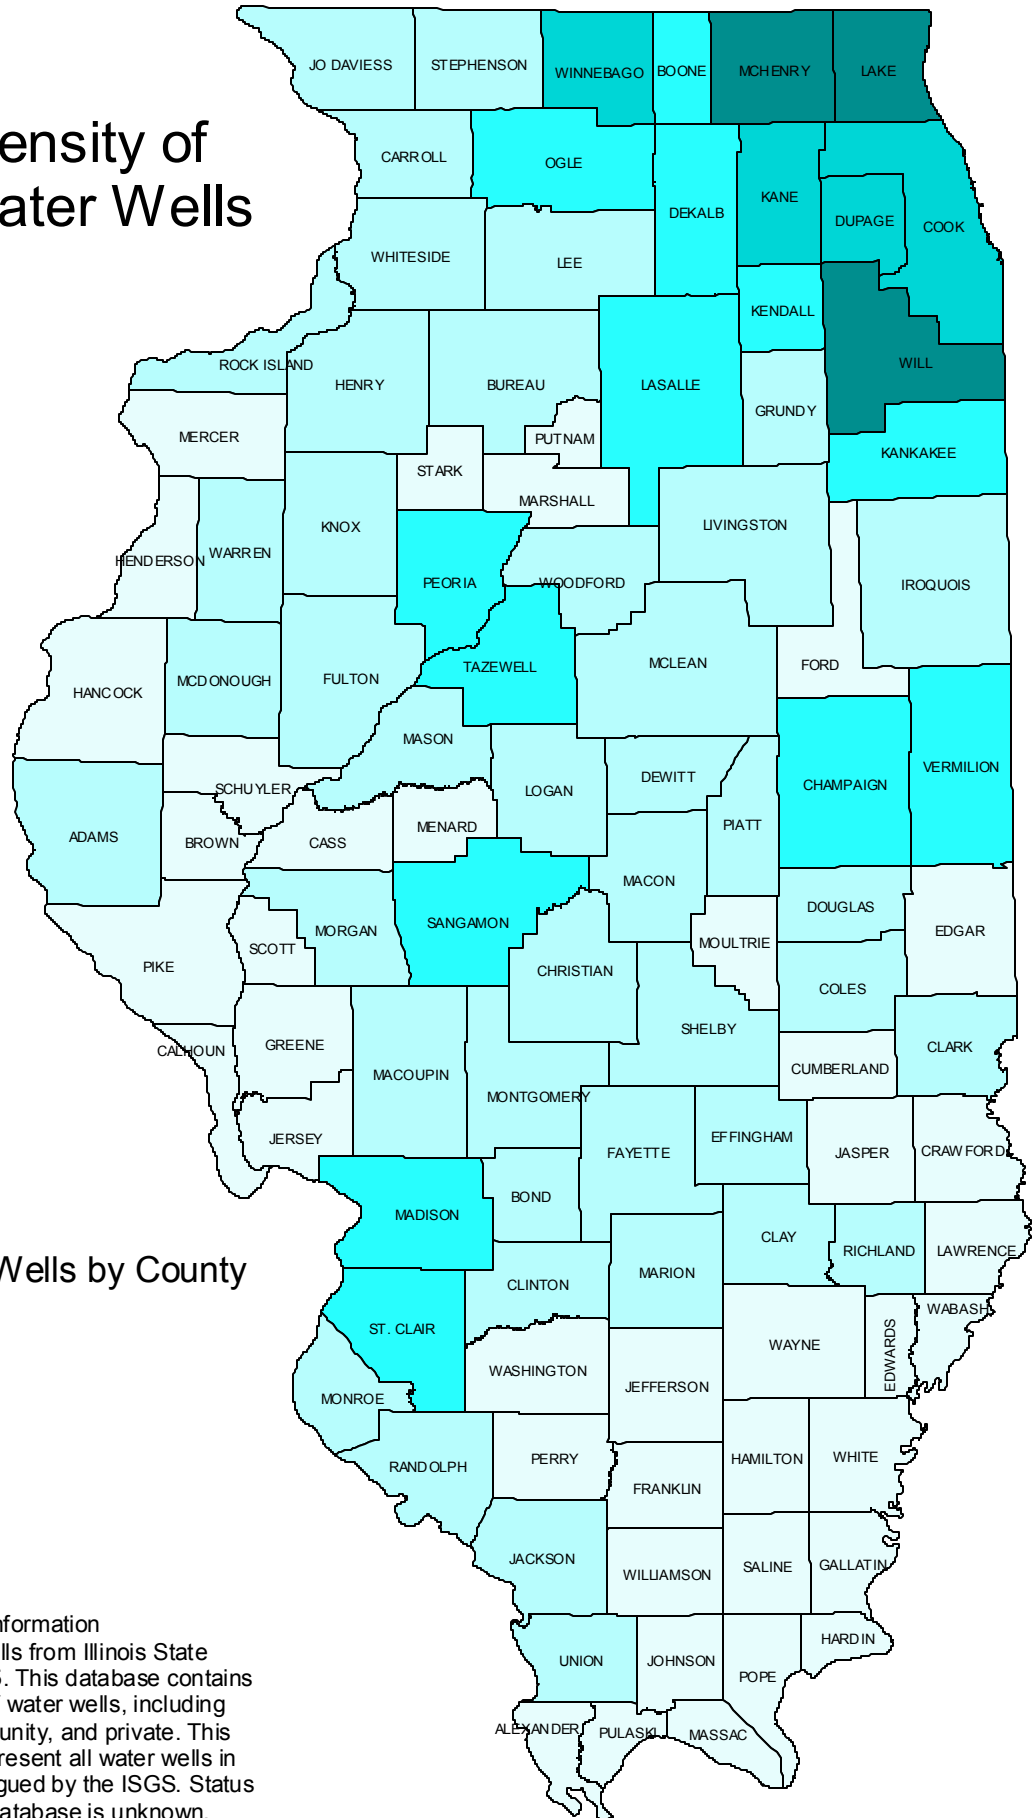 JO DAVIESS
STEPHENSON
WINNEBAGO
BOONE
MCHENRY
LAKE
ensity of
ater Wells
CARROLL
OGLE
DEKALB
KANE
DUPAGE
COOK
WHITESIDE
LEE
KENDALL
ROCK ISLAND
HENRY
BUREAU
LASALLE
WILL
GRUNDY
MERCER
PUTNAM
KANKAKEE
STARK
MARSHALL
KNOX
LIVINGSTON
HENDERSON
WARREN
PEORIA
WOODFORD
IROQUOIS
HANCOCK
MCDONOUGH
FULTON
TAZEWELL
MCLEAN
FORD
MASON
SCHUYLER
LOGAN
DEWITT
CHAMPAIGN
VERMILION
ADAMS
BROWN
CASS
MENARD
PIATT
MACON
SANGAMON
DOUGLAS
MORGAN
SCOTT
MOULTRIE
EDGAR
PIKE
CHRISTIAN
COLES
SHELBY
CALHOUN
GREENE
MACOUPIN
CUMBERLAND
CLARK
MONTGOMERY
JERSEY
FAYETTE
EFFINGHAM
JASPER
CRAWFORD
BOND
MADISON
CLAY
RICHLAND
LAWRENCE
Wells by County
CLINTON
MARION
WABASH
ST. CLAIR
WAYNE
EDWARDS
WASHINGTON
JEFFERSON
MONROE
RANDOLPH
PERRY
HAMILTON
WHITE
FRANKLIN
JACKSON
WILLIAMSON
SALINE
GALLATIN
nformation
lls from Illinois State
. This database contains
water wells, including
unity, and private. This
resent all water wells in
gued by the ISGS. Status
atabase is unknown.
HARDIN
UNION
JOHNSON
POPE
ALEXANDER
PULASKI
MASSAC